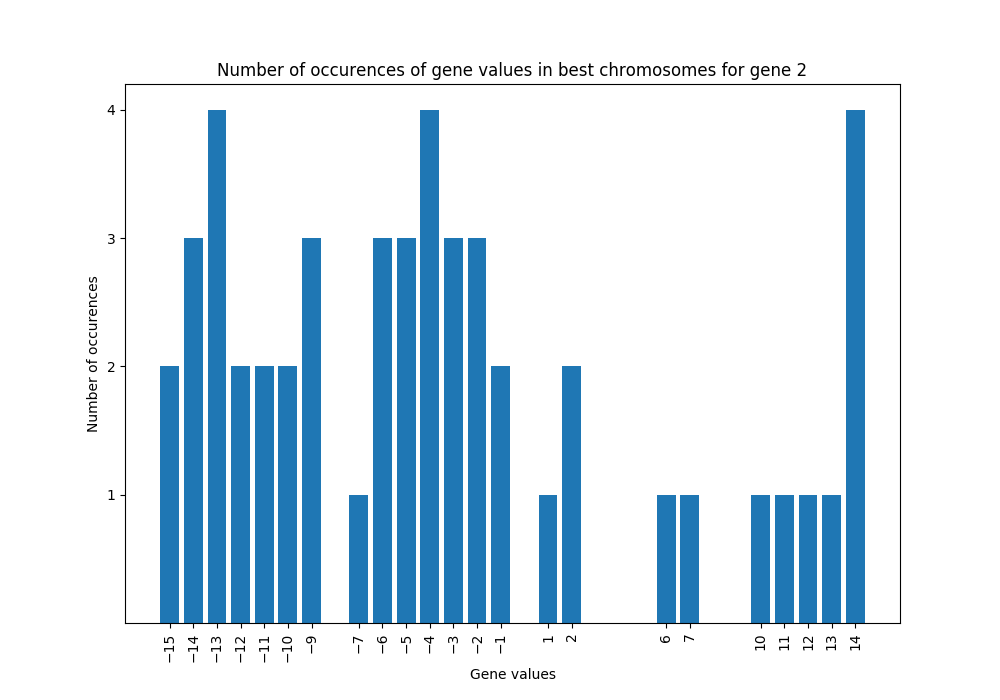 Number of occurences of gene values in best chromosomes for gene 2
4
3
2
1
Number of occurences
−15 −14 −13 −12 −11 −10 −9 −7 −6 −5 −4 −3 −2 −1 1 2 6 7 10 11 12 13 14
Gene values